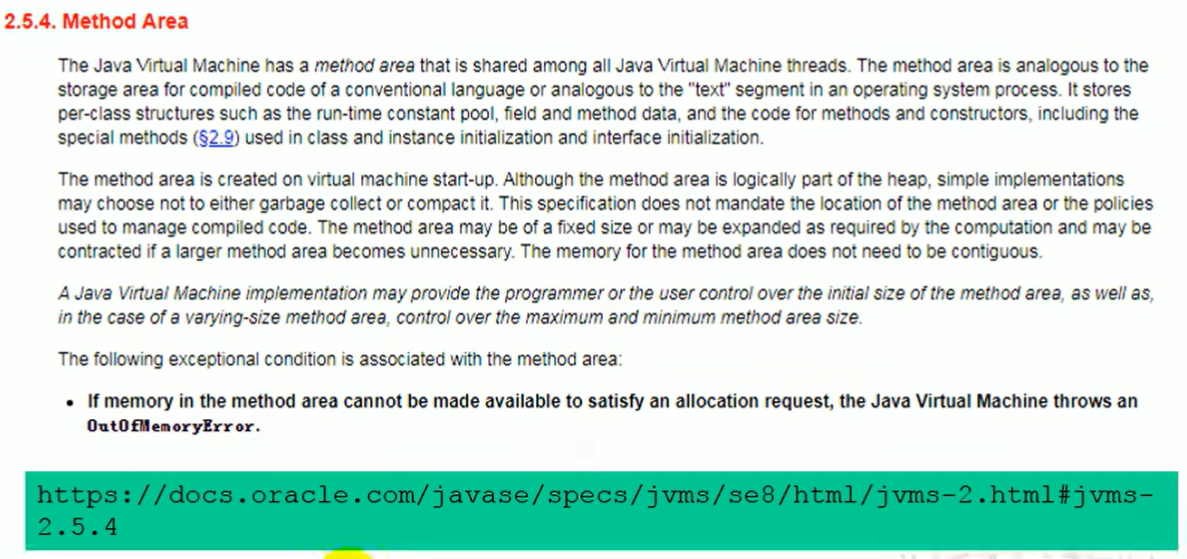 2.5.4. Method Area
The Java Virtual Machine has a method area that is shared among all Java Virtual Machine threads. The method area is analogous to the
storage area for compiled code of a conventional language or analogous to the "text" segment in an operating system process. It stores
per-class structures such as the run-time constant pool, field and method data, and the code for methods and constructors, including the
special methods (§2.9) used in class and instance initialization and interface initialization.
The method area is created on virtual machine start-up. Although the method area is logically part of the heap, simple implementations
may choose not to either garbage collect or compact it. This specification does not mandate the location of the method area or the policies
used to manage compiled code. The method area may be of a fixed size or may be expanded as required by the computation and may be
contracted if a larger method area becomes unnecessary. The memory for the method area does not need to be contiguous.
A Java Virtual Machine implementation may provide the programmer or the user control over the initial size of the method area, as well as,
in the case of a varying-size method area, control over the maximum and minimum method area size.
The following exceptional condition is associated with the method area:
• If memory in the method area cannot be made available to satisfy an allocation request, the Java Virtual Machine throws an
OutOfMemoryError.
https://docs.oracle.com/javase/specs/jvms/se8/html/jvms-2.html#jvms-
2.5.4